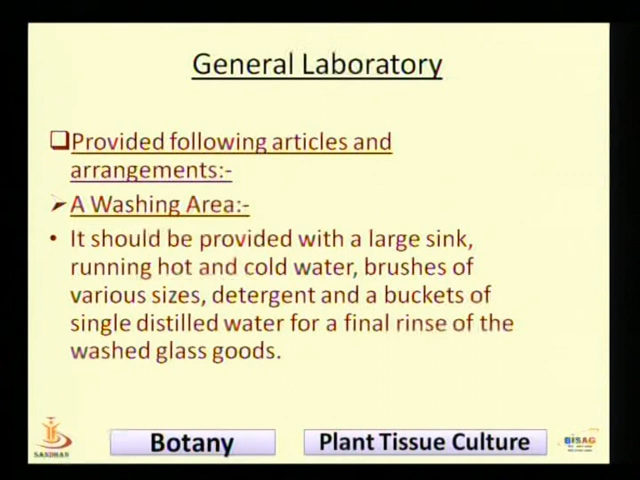 General Laboratory
Provided following articles and
arrangements:-
A Washing Area:-
• It should be provided with a large sink,
running hot and cold water, brushes of
various sizes, detergent and a buckets of
single distilled water for a final rinse of the
washed glass goods.
SANDHAN
Botany
Plant Tissue Culture
BISAG